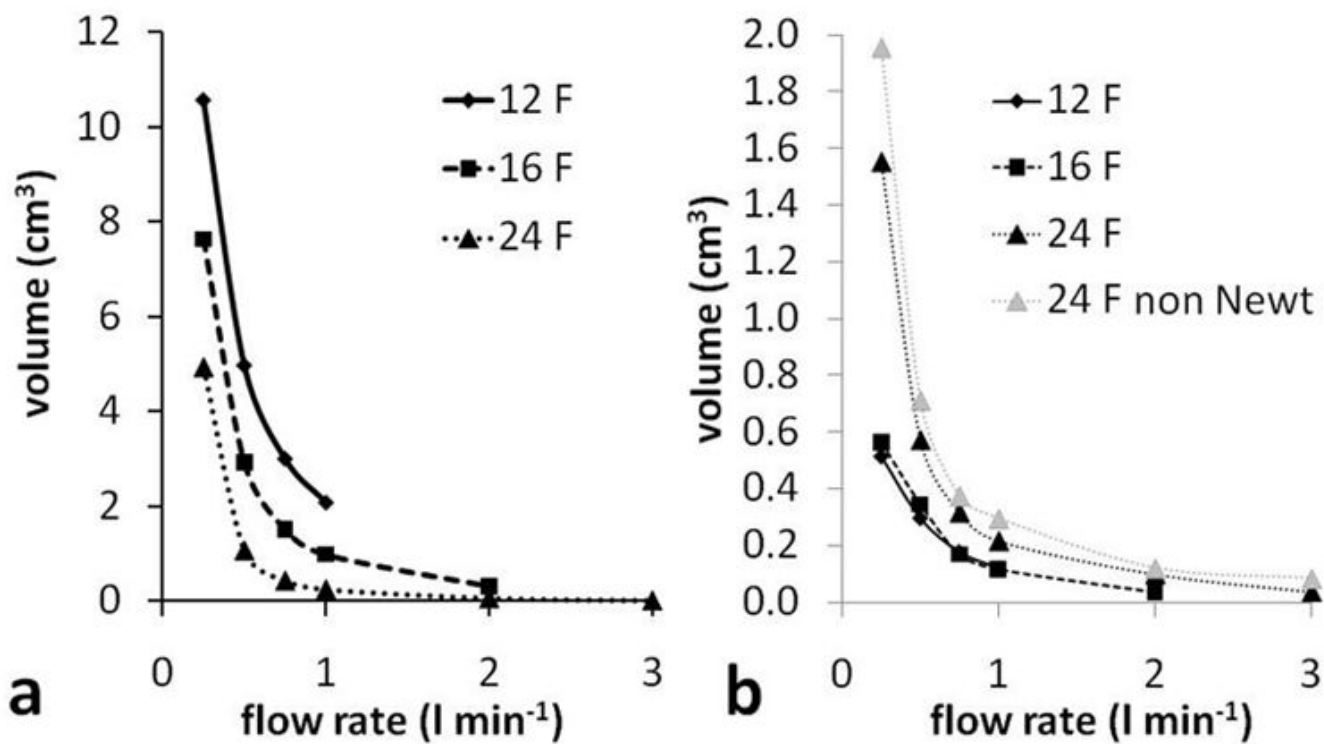 12
10
8
6
4
2
0
volume (cm³)
12 F
16 F
24 F
0 1 2 3
flow rate (l min⁻¹)
a
2.0
1.8
1.6
1.4
1.2
1.0
0.8
0.6
0.4
0.2
0.0
volume (cm³)
12 F
16 F
24 F
24 F non Newt
0 1 2 3
flow rate (l min⁻¹)
b